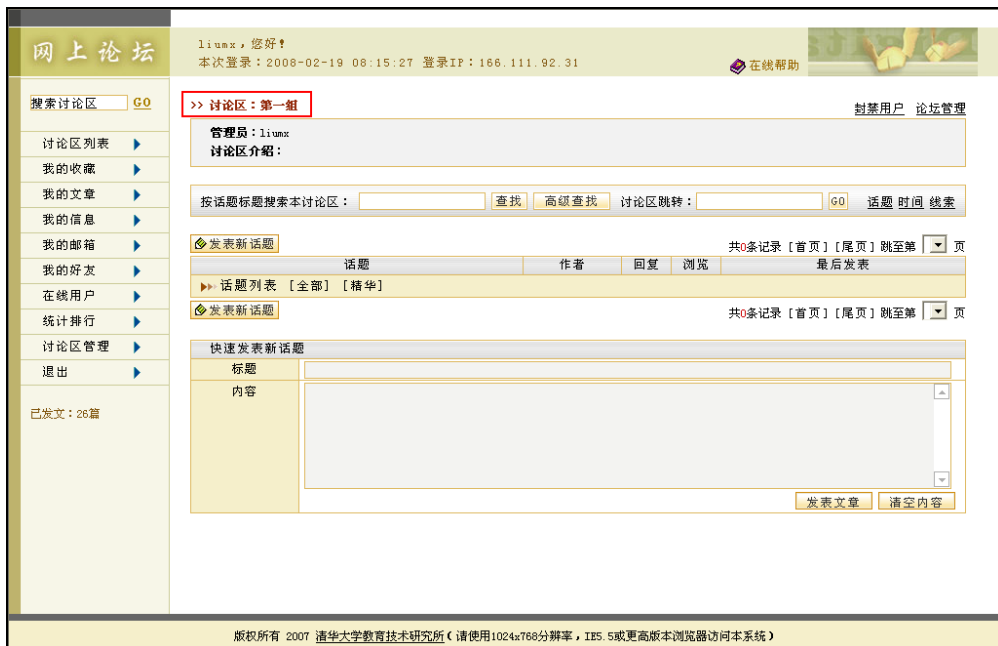 网上论坛
liumx，您好！
本次登录：2008-02-19 08:15:27 登录IP：166.111.92.31
在线帮助
搜索讨论区 GO
讨论区列表
我的收藏
我的文章
我的信息
我的邮箱
我的好友
在线用户
统计排行
讨论区管理
退出
已发文：26篇
>> 讨论区：第一组
封禁用户 论坛管理
管理员：liumx
讨论区介绍：
按话题标题搜索本讨论区： 查找 高级查找 讨论区跳转： GO 话题 时间 线索
发表新话题 共0条记录 [首页] [尾页] 跳至第 页
话题 作者 回复 浏览 最后发表
话题列表 [全部] [精华]
发表新话题 共0条记录 [首页] [尾页] 跳至第 页
快速发表新话题
标题
内容
发表文章 清空内容
版权所有 2007 清华大学教育技术研究所(请使用1024x768分辨率，IE5.5或更高版本浏览器访问本系统)